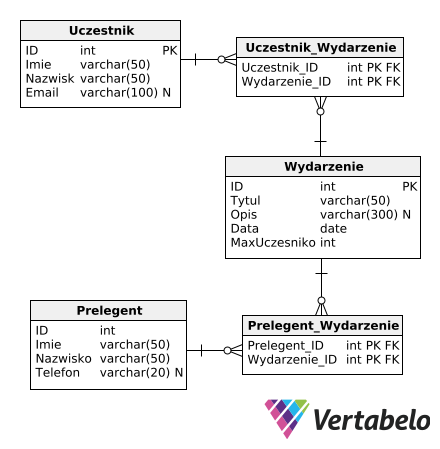 Uczestnik
ID int PK
Imie varchar(50)
Nazwisk varchar(50)
Email varchar(100) N
Uczestnik_Wydarzenie
Uczestnik_ID int PK FK
Wydarzenie_ID int PK FK
Wydarzenie
ID int PK
Tytul varchar(50)
Opis varchar(300) N
Data date
MaxUczesniko int
Prelegent
ID int
Imie varchar(50)
Nazwisko varchar(50)
Telefon varchar(20) N
Prelegent_Wydarzenie
Prelegent_ID int PK FK
Wydarzenie_ID int PK FK
Vertabelo